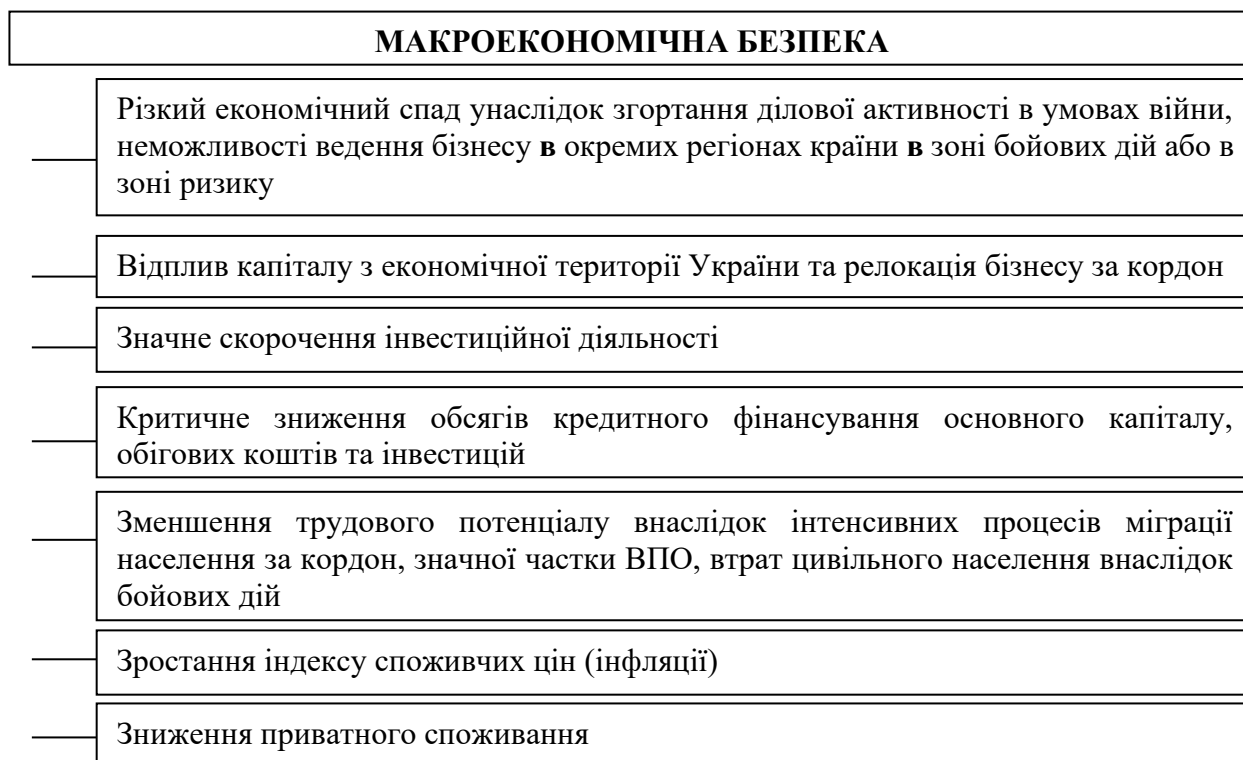 МАКРОЕКОНОМІЧНА БЕЗПЕКА
Різкий економічний спад унаслідок згортання ділової активності в умовах війни,
неможливості ведення бізнесу в окремих регіонах країни в зоні бойових дій або в
зоні ризику
Відплив капіталу з економічної території України та релокація бізнесу за кордон
Значне скорочення інвестиційної діяльності
Критичне зниження обсягів кредитного фінансування основного капіталу,
обігових коштів та інвестицій
Зменшення трудового потенціалу внаслідок інтенсивних процесів міграції
населення за кордон, значної частки ВПО, втрат цивільного населення внаслідок
бойових дій
Зростання індексу споживчих цін (інфляції)
Зниження приватного споживання